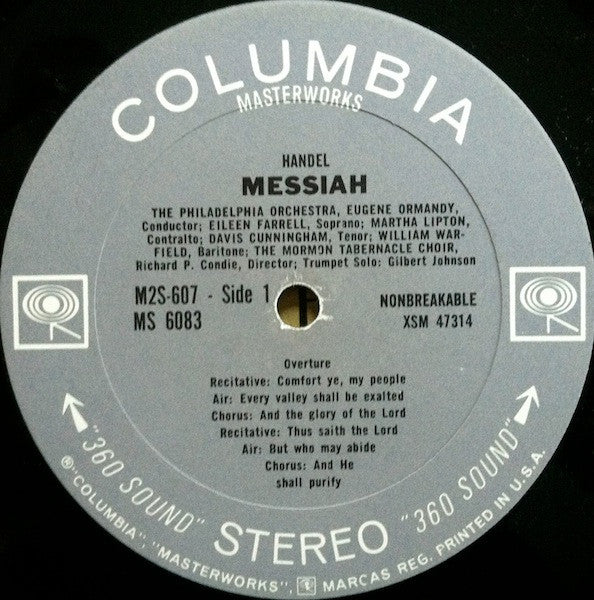 COLUMBIA
MASTERWORKS
HANDEL
MESSIAH
THE PHILADELPHIA ORCHESTRA, EUGENE ORMANDY,
Conductor; EILEEN FARRELL, Soprano; MARTHA LIPTON,
Contralto; DAVIS CUNNINGHAM, Tenor; WILLIAM WAR-
FIELD, Baritone; THE MORMON TABERNACLE CHOIR,
Richard P. Condie, Director; Trumpet Solo: Gilbert Johnson
M2S-607 - Side 1
MS 6083
NONBREAKABLE
XSM 47314
Overture
Recitative: Comfort ye, my people
Air: Every valley shall be exalted
Chorus: And the glory of the Lord
Recitative: Thus saith the Lord
Air: But who may abide
Chorus: And He
shall purify
"360 SOUND" STEREO "360 SOUND"
®"COLUMBIA", "MASTERWORKS", MARCAS REG. PRINTED IN U.S.A.